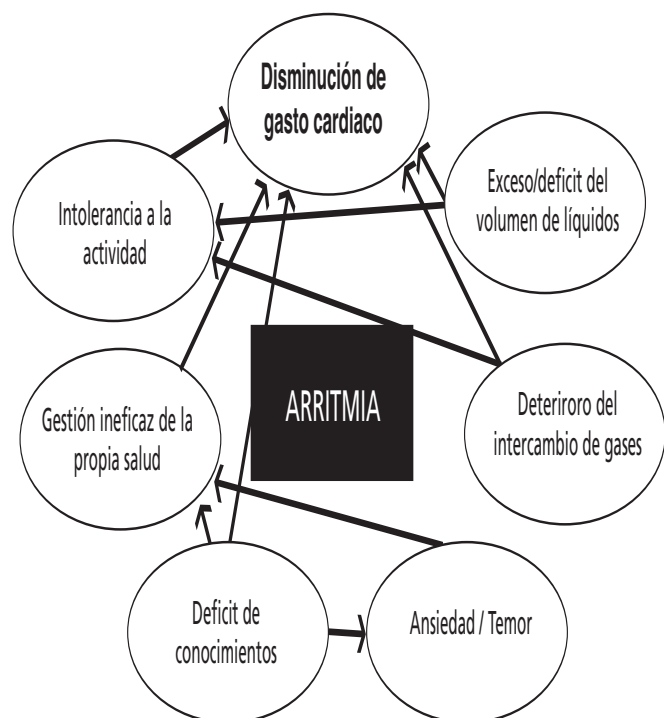 Disminución de
gasto cardiaco
Exceso/deficit del
volumen de líquidos
Intolerancia a la
actividad
ARRITMIA
Deteriroro del
intercambio de gases
Gestión ineficaz de la
propia salud
Deficit de
conocimientos
Ansiedad / Temor